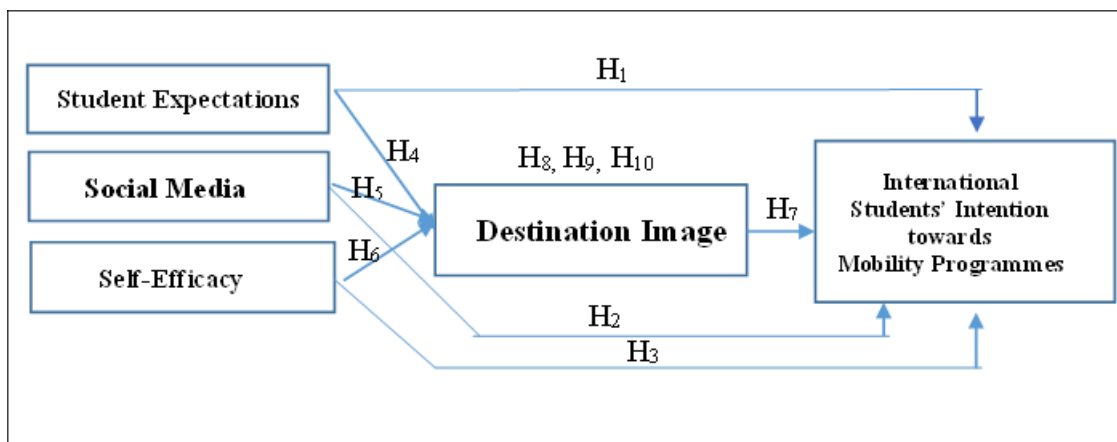 H₁
Student Expectations
H₄
H₈, H₉, H₁₀
Social Media
H₅
International
Students’ Intention
towards
Mobility Programmes
H₇
Destination Image
H₆
Self-Efficacy
H₂
H₃